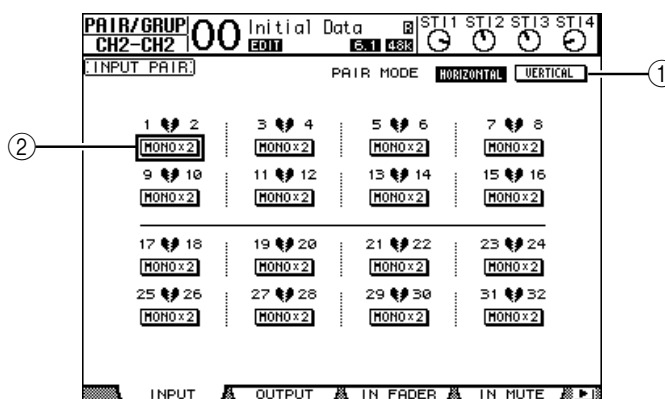 PAIR/GRUP 00 Initial Data B ST11 ST12 ST13 ST14
CH2-CH2 EDIT 6.1 48K
INPUT PAIR PAIR MODE HORIZONTAL VERTICAL 1
1 2 3 4 5 6 7 8
2 MONO×2 MONO×2 MONO×2 MONO×2
9 10 11 12 13 14 15 16
MONO×2 MONO×2 MONO×2 MONO×2
17 18 19 20 21 22 23 24
MONO×2 MONO×2 MONO×2 MONO×2
25 26 27 28 29 30 31 32
MONO×2 MONO×2 MONO×2 MONO×2
INPUT OUTPUT IN FADER IN MUTE